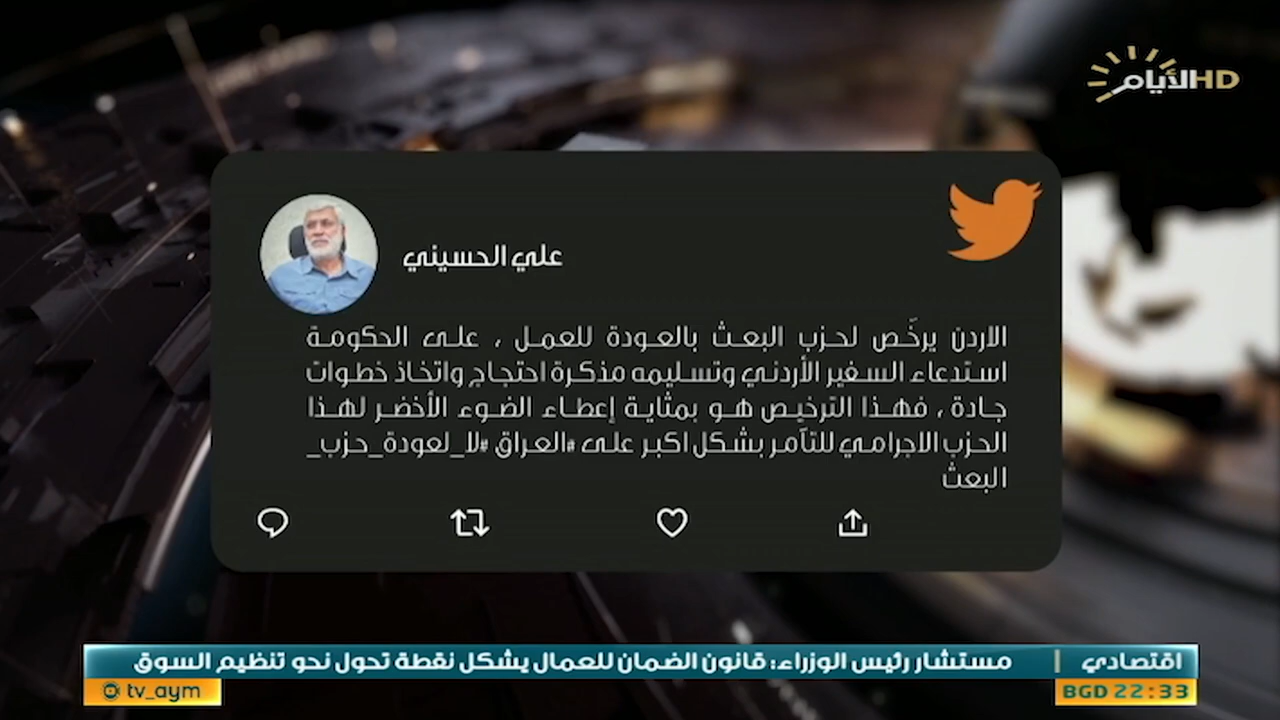 الأيام HD
علي الحسيني
الاردن يرخّص لحزب البعث بالعودة للعمل ، على الحكومة
استدعاء السفير الأردني وتسليمه مذكرة احتجاج واتخاذ خطوات
جادة ، فهذا الترخيص هو بمثاية إعطاء الضوء الأخضر لهذا
الحزب الاجرامي للتآمر بشكل اكبر على #العراق #لا_لعودة_حزب_
البعث
اقتصادي | مستشار رئيس الوزراء: قانون الضمان للعمال يشكل نقطة تحول نحو تنظيم السوق
tv_aym
BGD 22:33